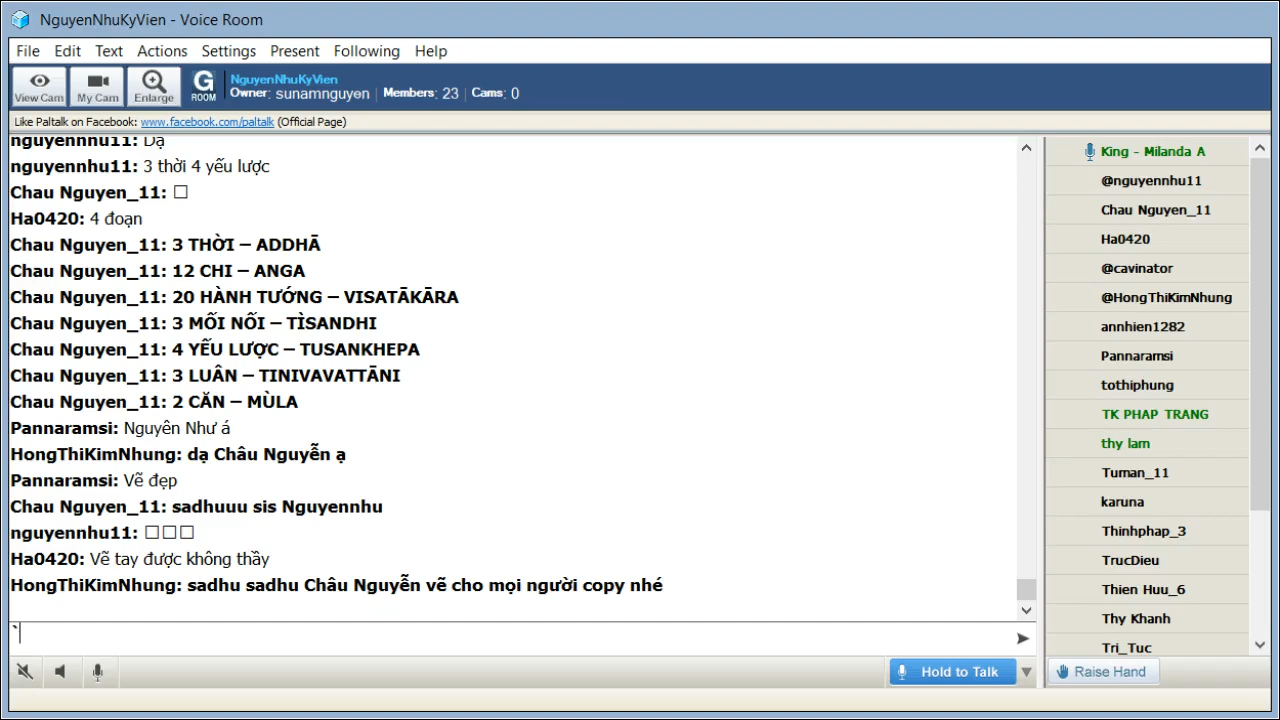 NguyenNhuKyVien - Voice Room
File Edit Text Actions Settings Present Following Help
View Cam My Cam Enlarge G ROOM
NguyenNhuKyVien
Owner: sunamnguyen | Members: 23 | Cams: 0
Like Paltalk on Facebook: www.facebook.com/paltalk (Official Page)
nguyennhu11: Dạ
nguyennhu11: 3 thời 4 yếu lược
Chau Nguyen_11: □
Ha0420: 4 đoạn
Chau Nguyen_11: 3 THỜI – ADDHĀ
Chau Nguyen_11: 12 CHI – ANGA
Chau Nguyen_11: 20 HÀNH TƯỚNG – VISATĀKĀRA
Chau Nguyen_11: 3 MỐI NỐI – TÌSANDHI
Chau Nguyen_11: 4 YẾU LƯỢC – TUSANKHEPA
Chau Nguyen_11: 3 LUÂN – TINIVAVATTĀNI
Chau Nguyen_11: 2 CĂN – MÙLA
Pannaramsi: Nguyên Như á
HongThiKimNhung: dạ Châu Nguyễn ạ
Pannaramsi: Vẽ đẹp
Chau Nguyen_11: sadhuuu sis Nguyennhu
nguyennhu11: □□□
Ha0420: Vẽ tay được không thầy
HongThiKimNhung: sadhu sadhu Châu Nguyễn vẽ cho mọi người copy nhé
`
Hold to Talk
King - Milanda A
@nguyennhu11
Chau Nguyen_11
Ha0420
@cavinator
@HongThiKimNhung
annhien1282
Pannaramsi
tothiphung
TK PHAP TRANG
thy lam
Tuman_11
karuna
Thinhphap_3
TrucDieu
Thien Huu_6
Thy Khanh
Tri_Tuc
Raise Hand